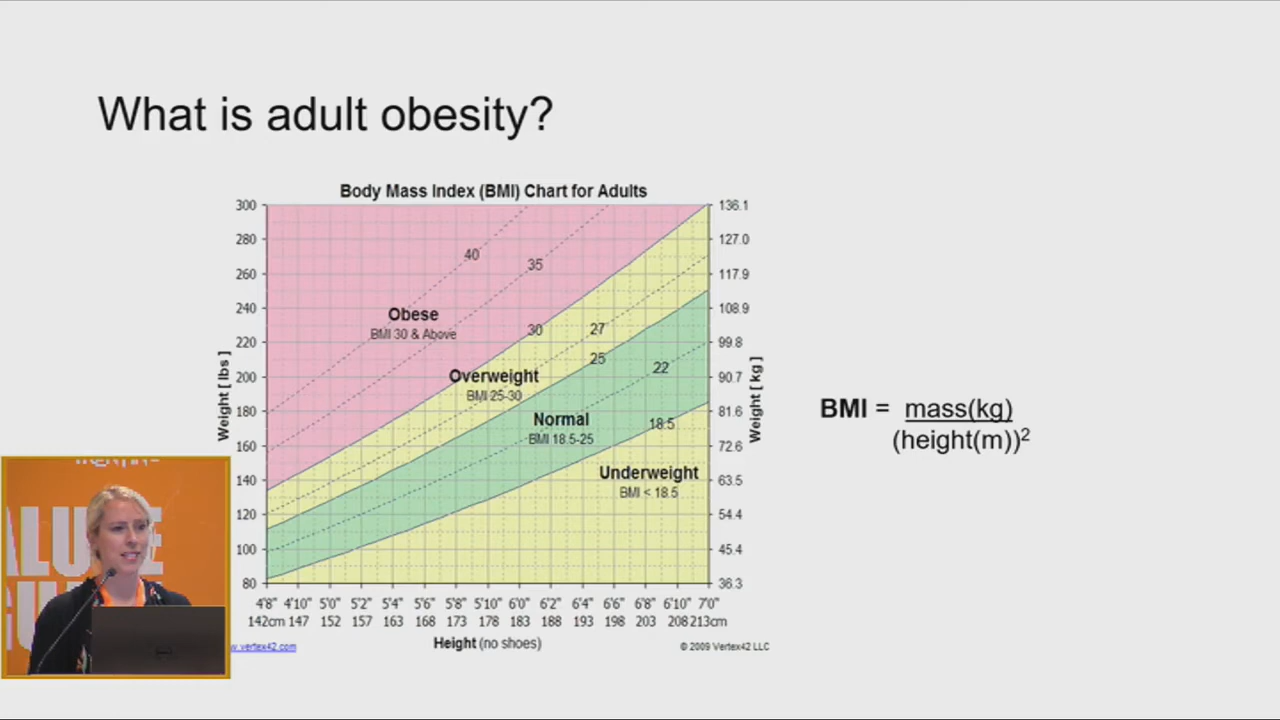 What is adult obesity?
Body Mass Index (BMI) Chart for Adults
300
280
260
240
220
200
180
160
140
120
100
80
Weight [ lbs ]
136.1
127.0
117.9
108.9
99.8
90.7
81.6
72.6
63.5
54.4
45.4
36.3
Weight [ kg ]
40
35
Obese
BMI 30 & Above
30
27
25
Overweight
BMI 25-30
22
Normal
BMI 18.5-25
18.5
Underweight
BMI < 18.5
4'8" 4'10" 5'0" 5'2" 5'4" 5'6" 5'8" 5'10" 6'0" 6'2" 6'4" 6'6" 6'8" 6'10" 7'0"
142cm 147 152 157 163 168 173 178 183 188 193 198 203 208 213cm
Height (no shoes)
w.vertex42.com
© 2009 Vertex42 LLC
BMI = mass(kg)
(height(m))²